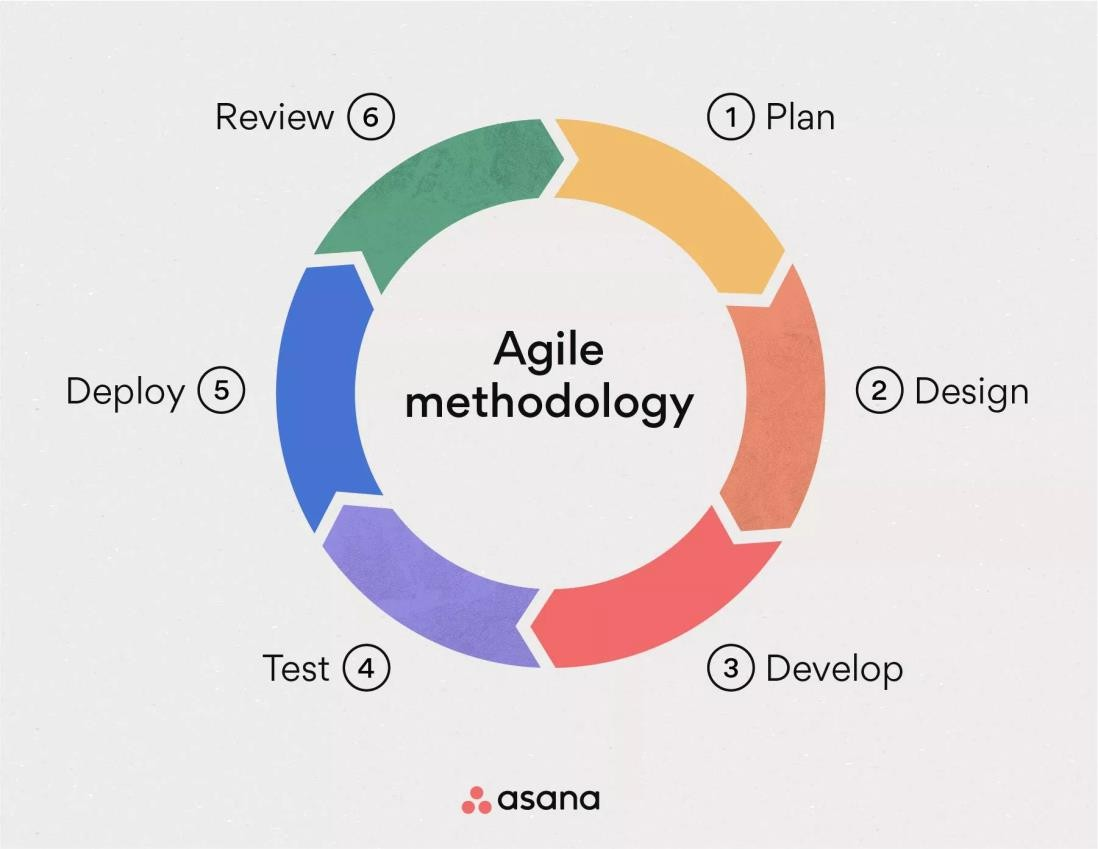 Review 6
1 Plan
Deploy 5
Agile
methodology
2 Design
Test 4
3 Develop
asana